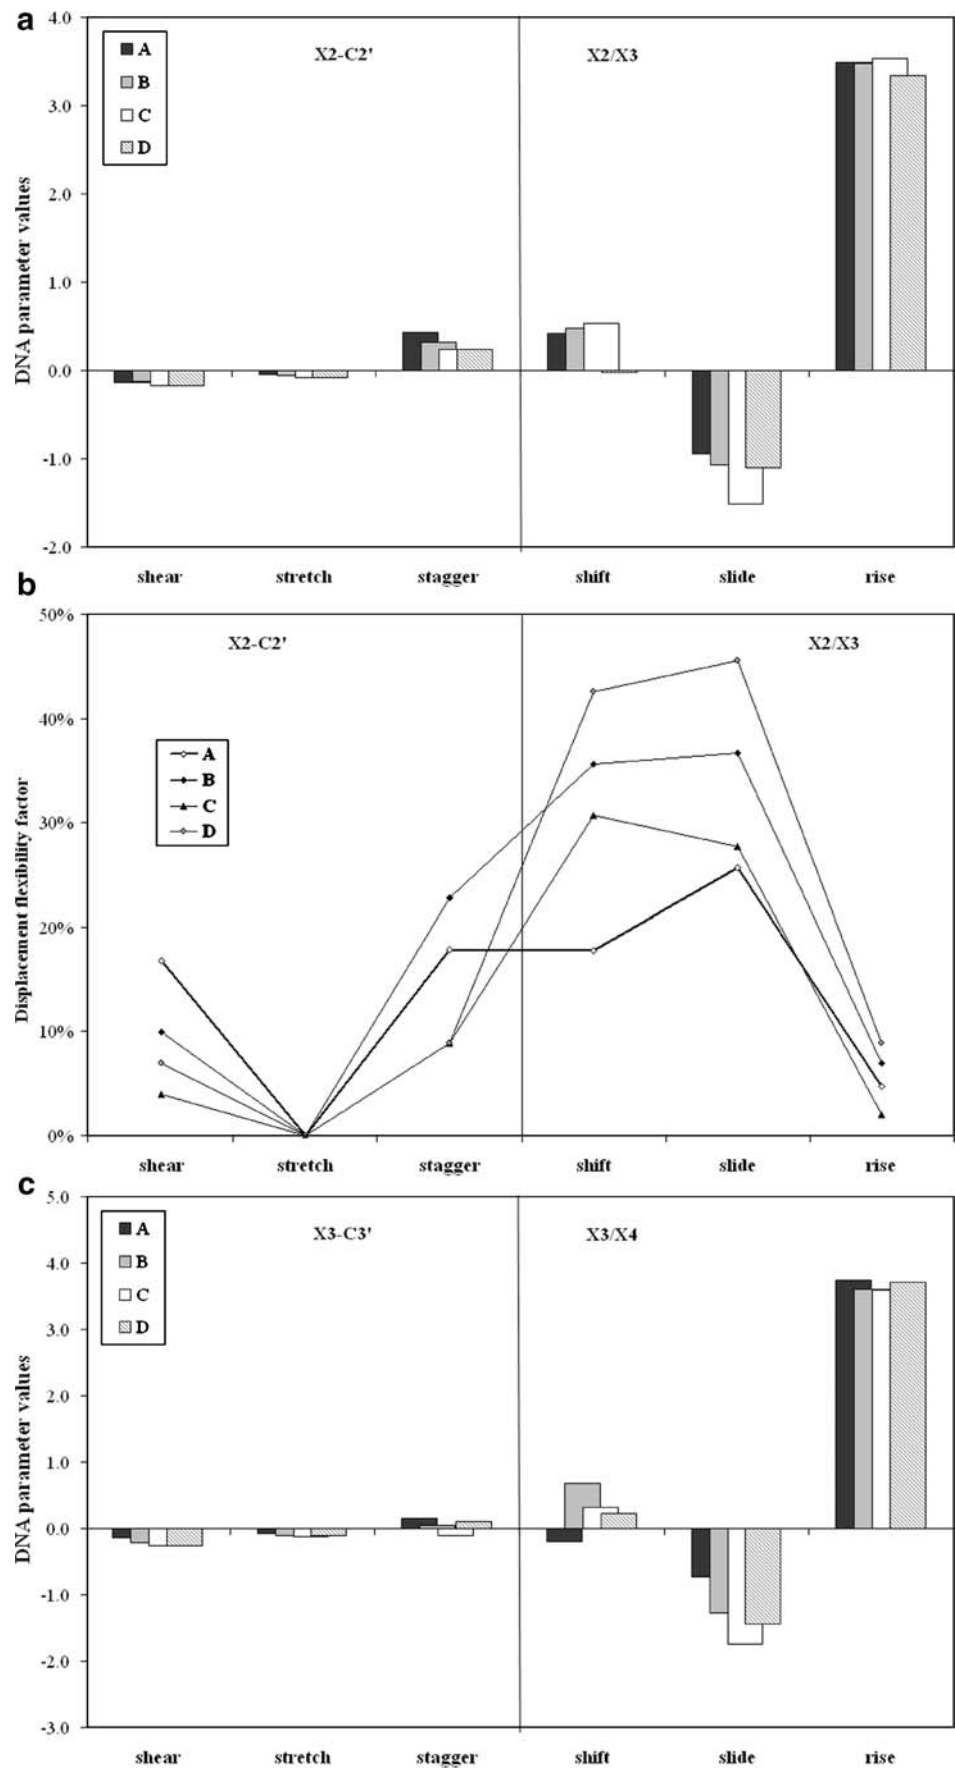 a
4.0
3.0
2.0
1.0
0.0
-1.0
-2.0
DNA parameter values
A
B
C
D
X2-C2'
X2/X3
shear stretch stagger shift slide rise
b
50%
40%
30%
20%
10%
0%
Displacement flexibility factor
X2-C2'
X2/X3
A
B
C
D
shear stretch stagger shift slide rise
c
5.0
4.0
3.0
2.0
1.0
0.0
-1.0
-2.0
-3.0
DNA parameter values
A
B
C
D
X3-C3'
X3/X4
shear stretch stagger shift slide rise